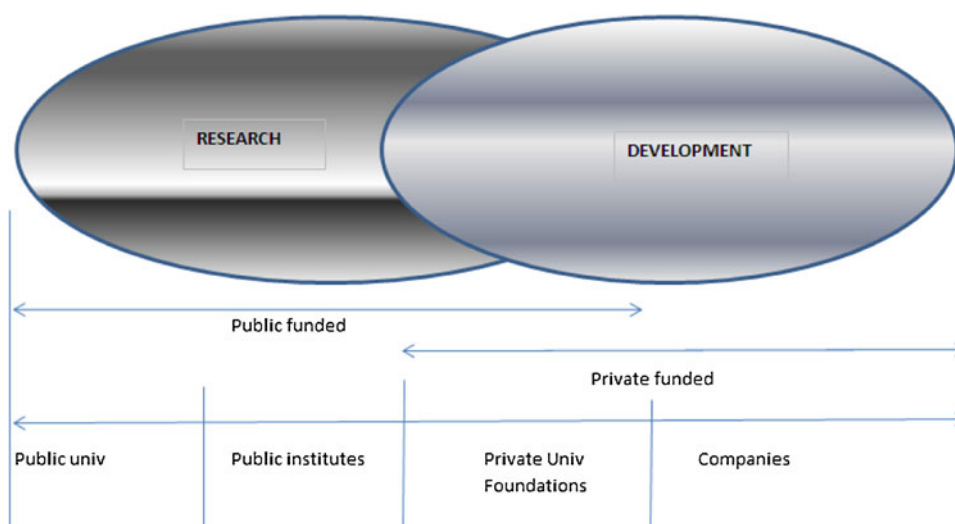 RESEARCH
DEVELOPMENT
Public funded
Private funded
Public univ
Public institutes
Private Univ
Foundations
Companies